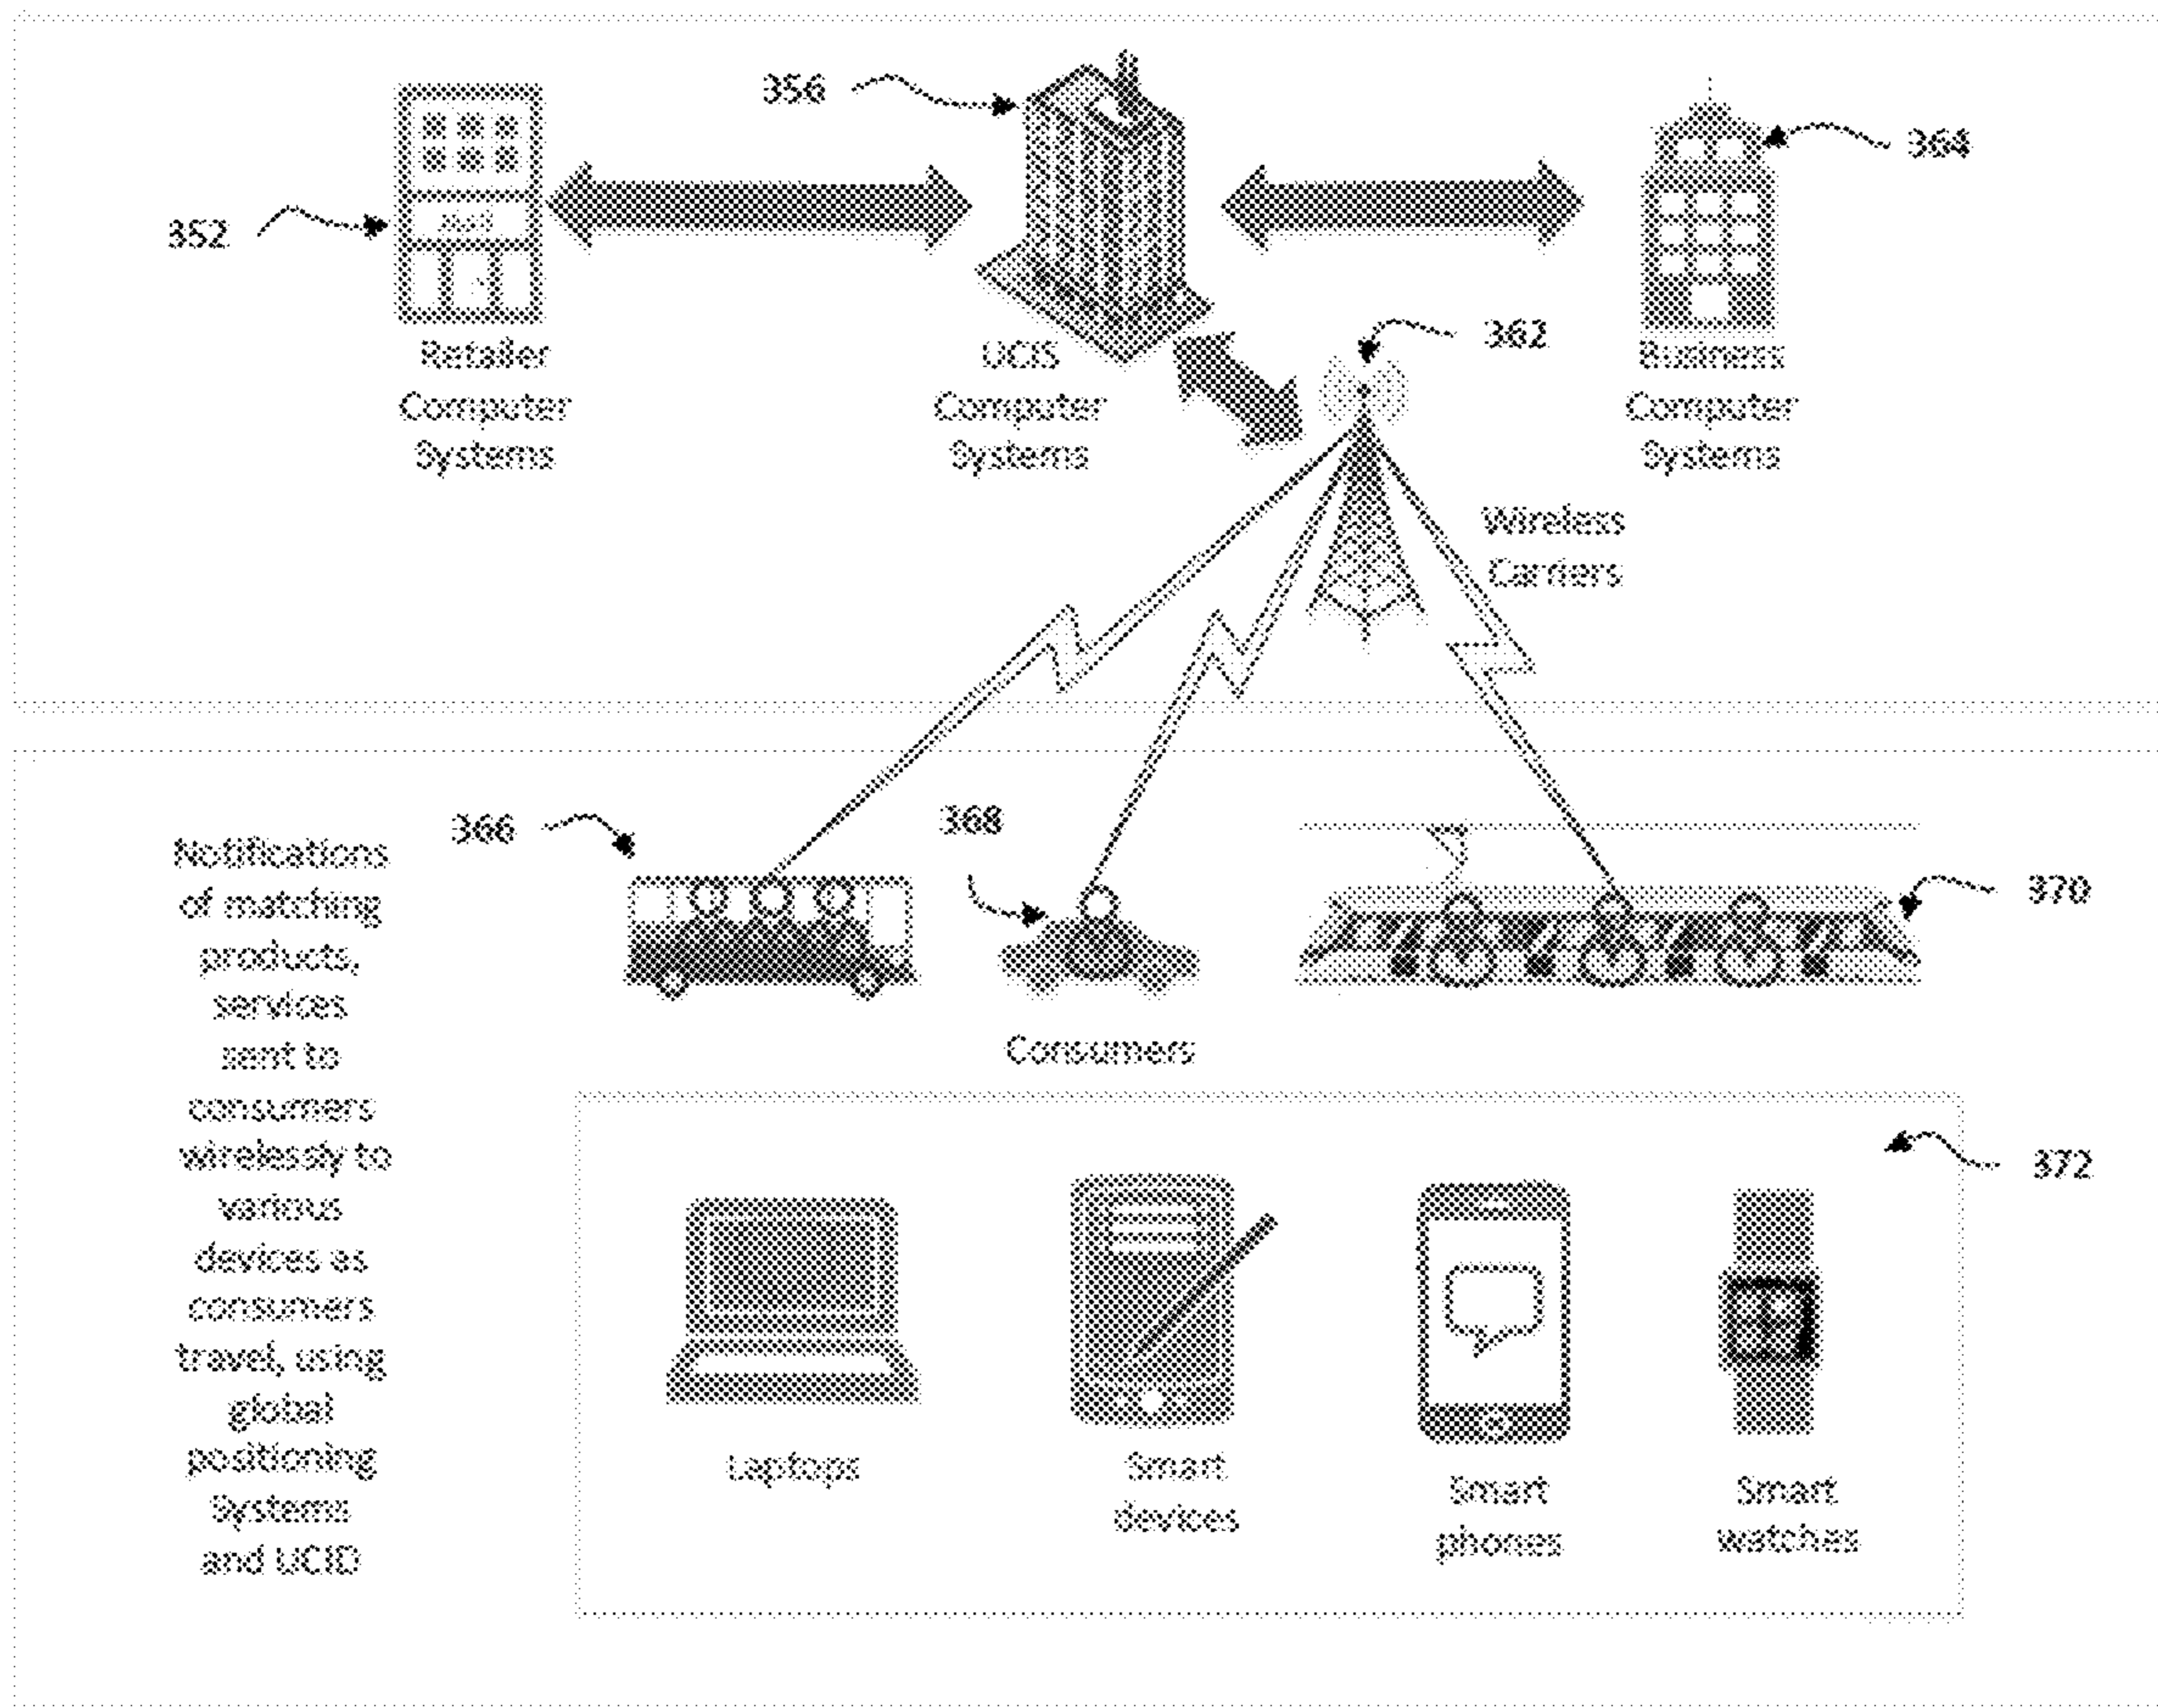 356
364
352
362
Retailer
Computer
Systems
UCIS
Computer
Systems
Business
Computer
Systems
Wireless
Carriers
366
368
370
Notifications
of matching
products,
services
sent to
consumers
wirelessly to
various
devices as
consumers
travel, using
global
positioning
Systems
and UCID
Consumers
372
Laptops
Smart
devices
Smart
phones
Smart
watches